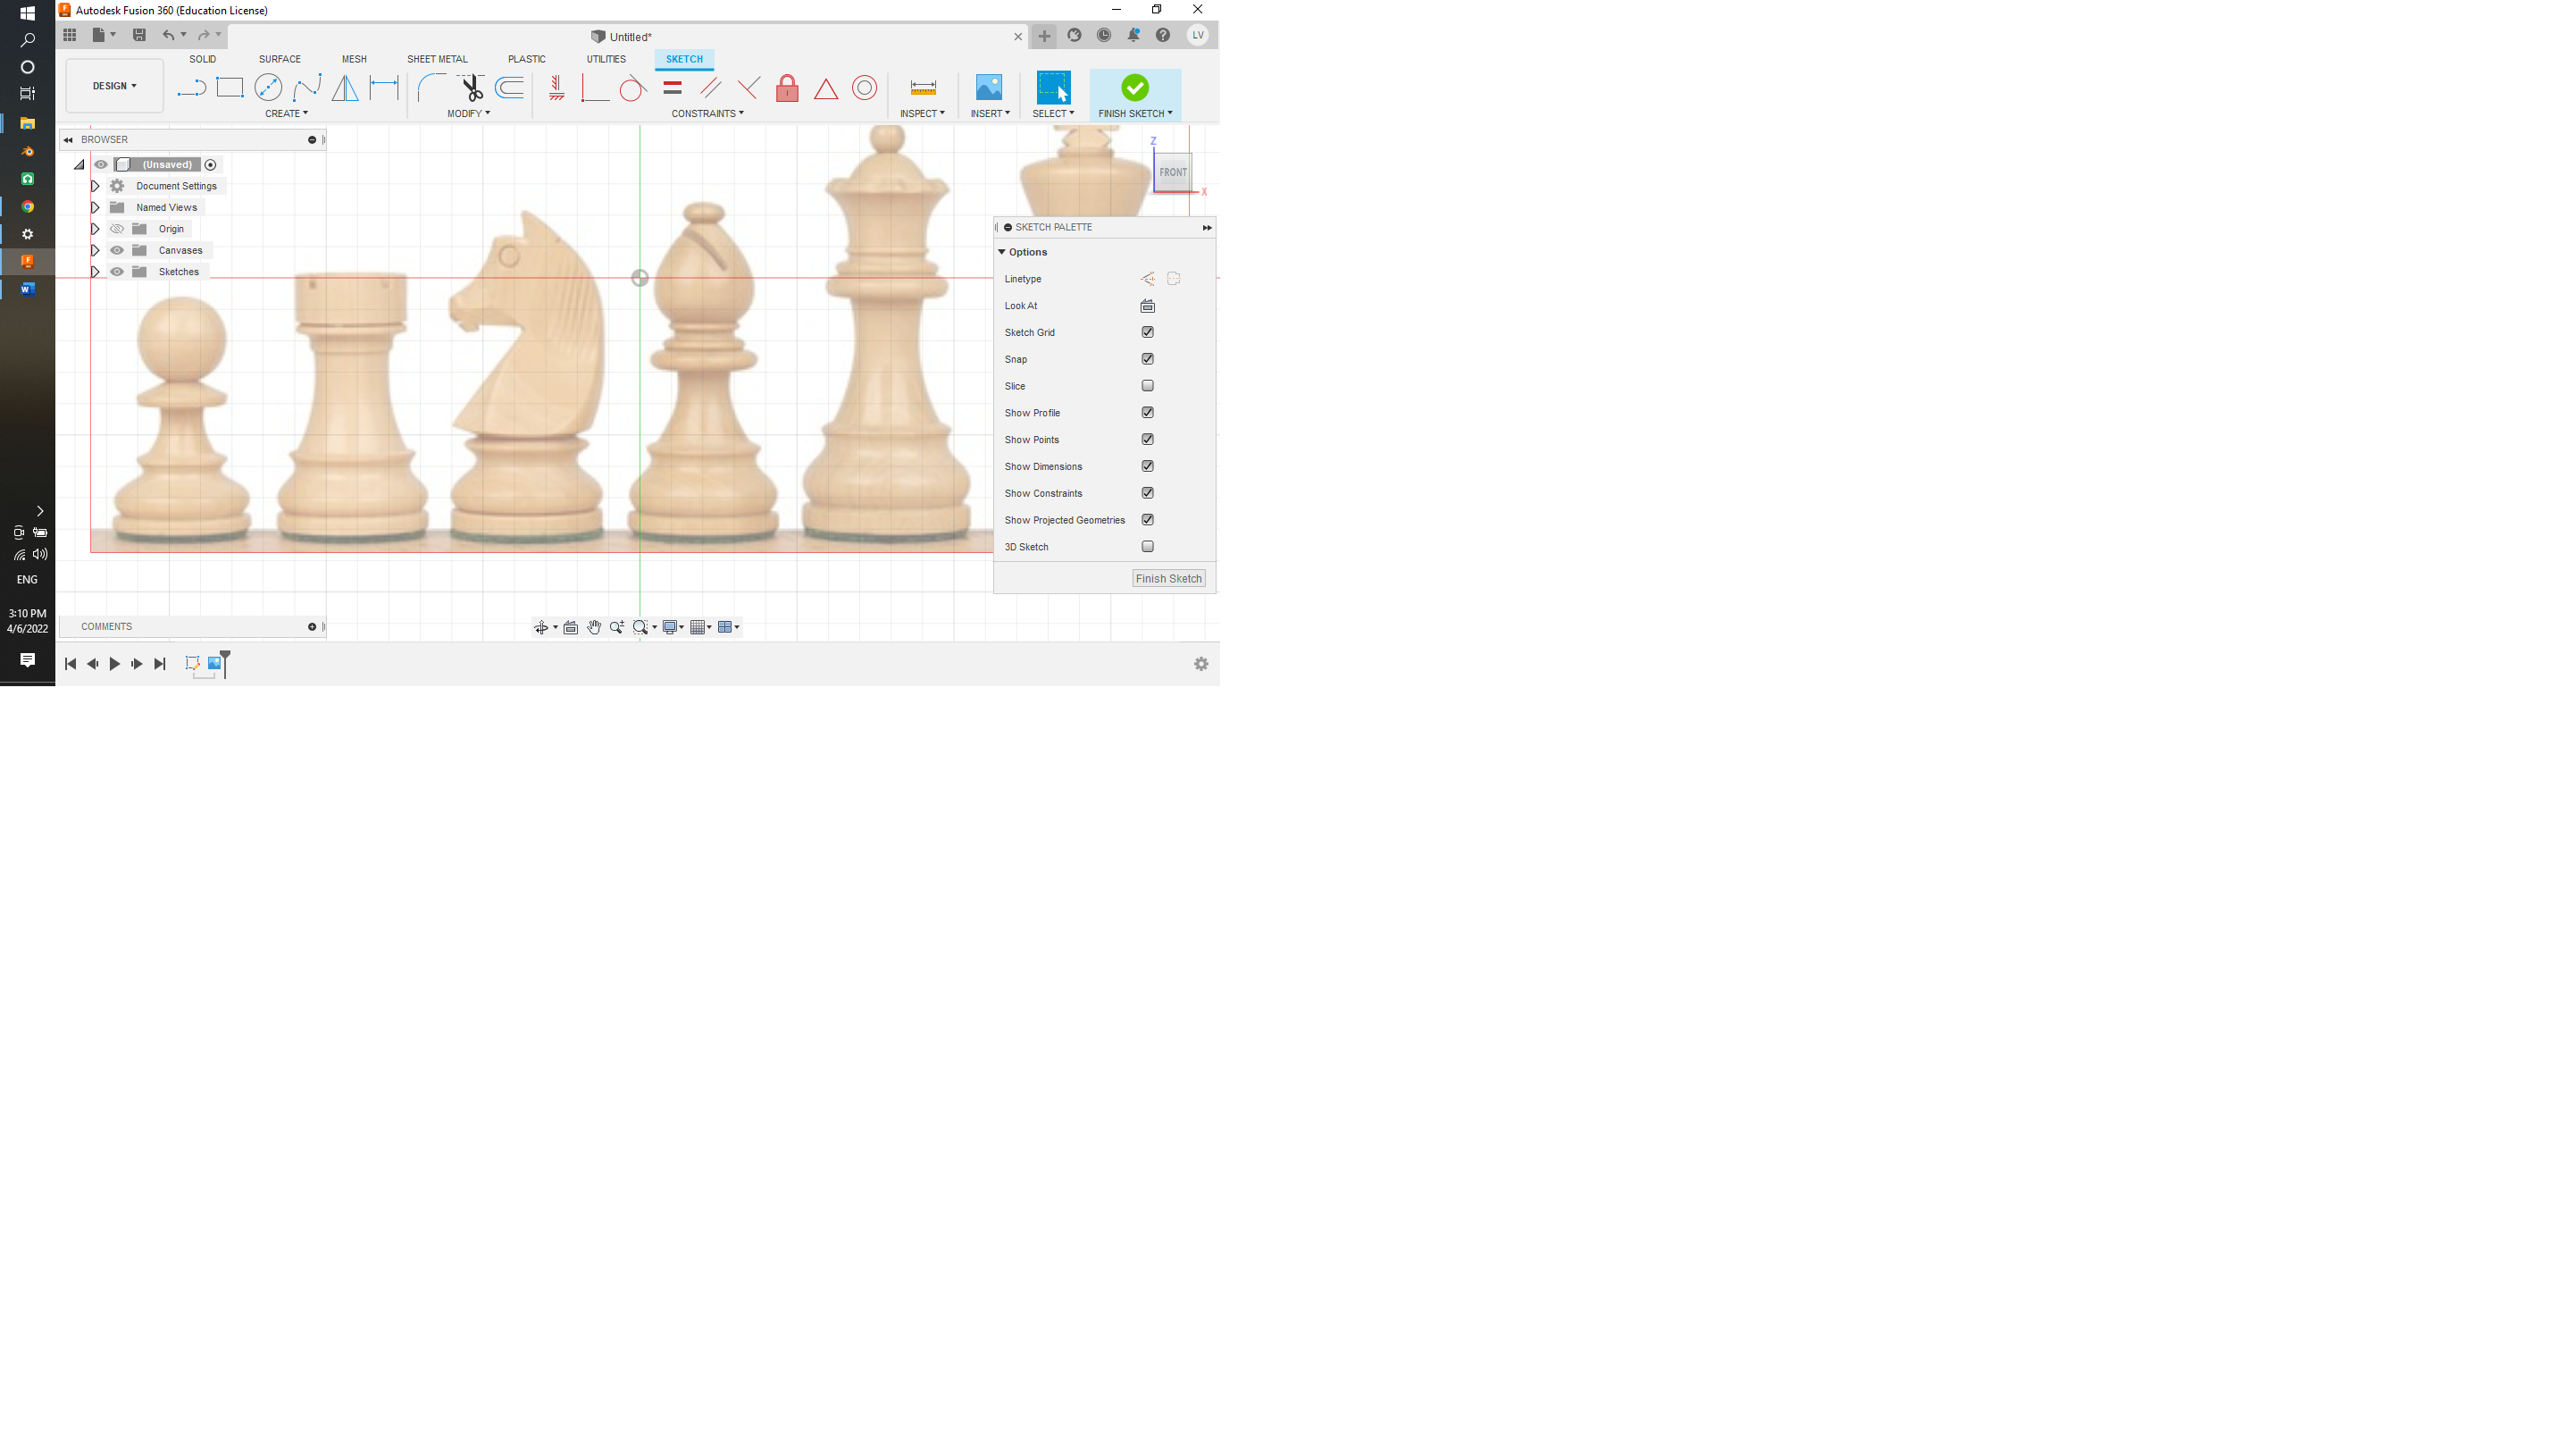 Autodesk Fusion 360 (Education License)
Untitled*
LV
SOLID SURFACE MESH SHEET METAL PLASTIC UTILITIES SKETCH
DESIGN
CREATE MODIFY CONSTRAINTS INSPECT INSERT SELECT FINISH SKETCH
BROWSER
(Unsaved)
Document Settings
Named Views
Origin
Canvases
Sketches
Z
FRONT
X
SKETCH PALETTE
Options
Linetype
Look At
Sketch Grid
Snap
Slice
Show Profile
Show Points
Show Dimensions
Show Constraints
Show Projected Geometries
3D Sketch
Finish Sketch
COMMENTS
ENG
3:10 PM
4/6/2022